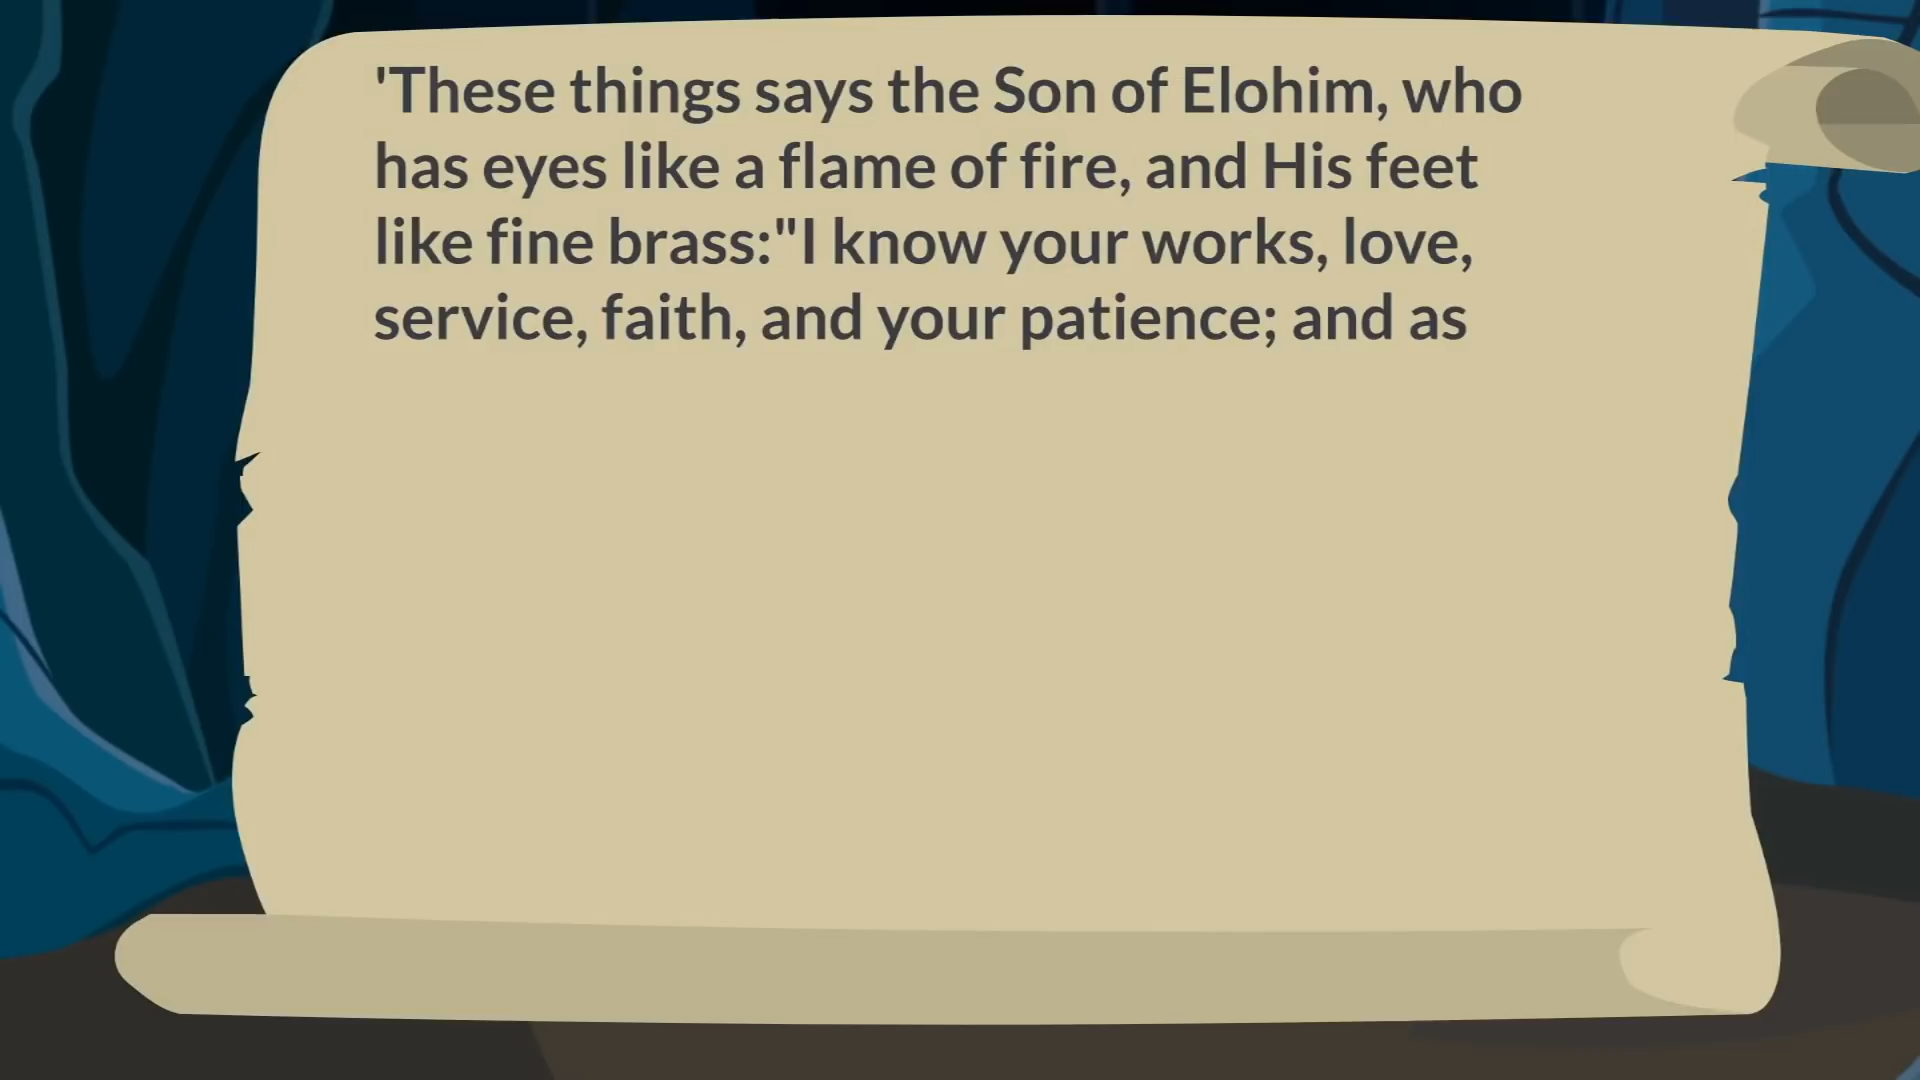 'These things says the Son of Elohim, who
has eyes like a flame of fire, and His feet
like fine brass:"I know your works, love,
service, faith, and your patience; and as